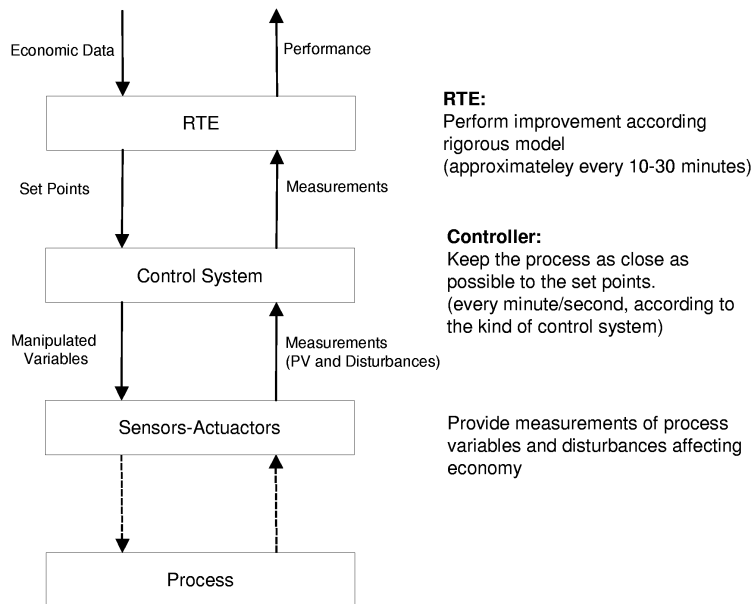 Economic Data
Performance
RTE
RTE:
Perform improvement according
rigorous model
(approximateley every 10-30 minutes)
Set Points
Measurements
Control System
Controller:
Keep the process as close as
possible to the set points.
(every minute/second, according to
the kind of control system)
Manipulated
Variables
Measurements
(PV and Disturbances)
Sensors-Actuactors
Provide measurements of process
variables and disturbances affecting
economy
Process